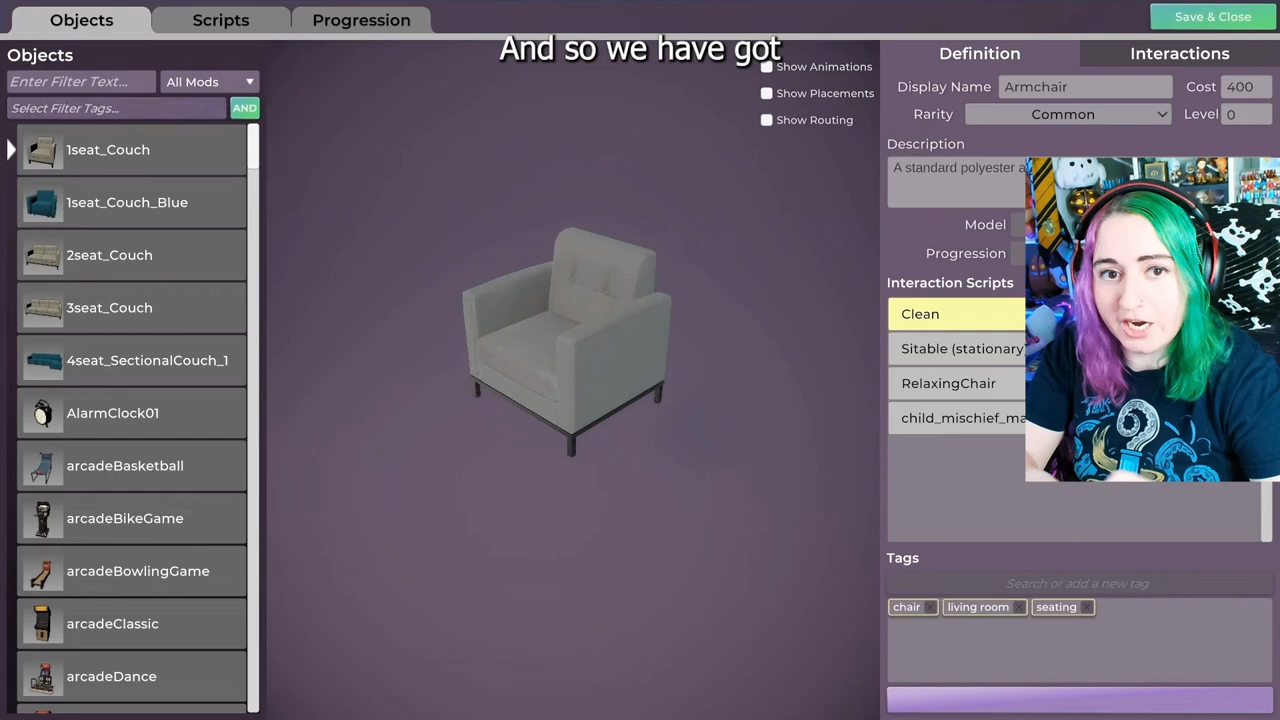 Objects
Scripts
Progression
Save & Close
And so we have got
Objects
Enter Filter Text...
All Mods
Select Filter Tags...
AND
1seat_Couch
1seat_Couch_Blue
2seat_Couch
3seat_Couch
4seat_SectionalCouch_1
AlarmClock01
arcadeBasketball
arcadeBikeGame
arcadeBowlingGame
arcadeClassic
arcadeDance
Show Animations
Show Placements
Show Routing
Definition
Interactions
Display Name Armchair Cost 400
Rarity Common Level 0
Description
A standard polyester a
Model
Progression
Interaction Scripts
Clean
Sitable (stationary)
RelaxingChair
child_mischief_ma
Tags
Search or add a new tag
chair living room seating